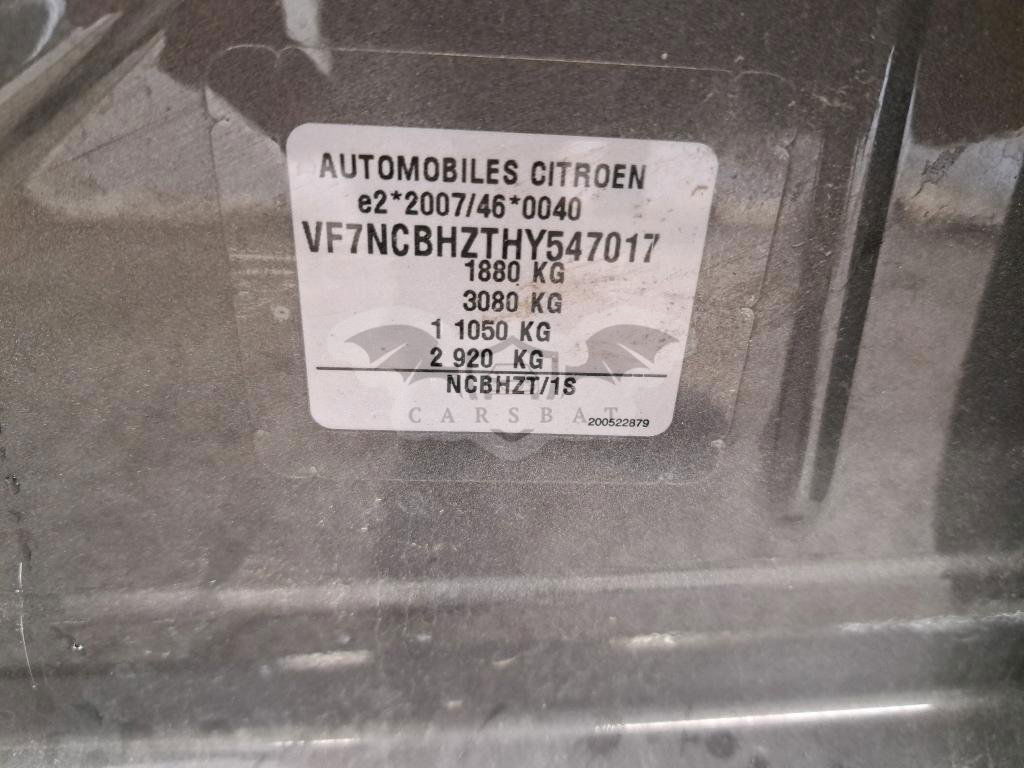 AUTOMOBILES CITROEN
e2*2007/46*0040
VF7NCBHZTHY547017
1880 KG
3080 KG
1 1050 KG
2 920 KG
NCBHZT/1S
CARSBAT
200522879